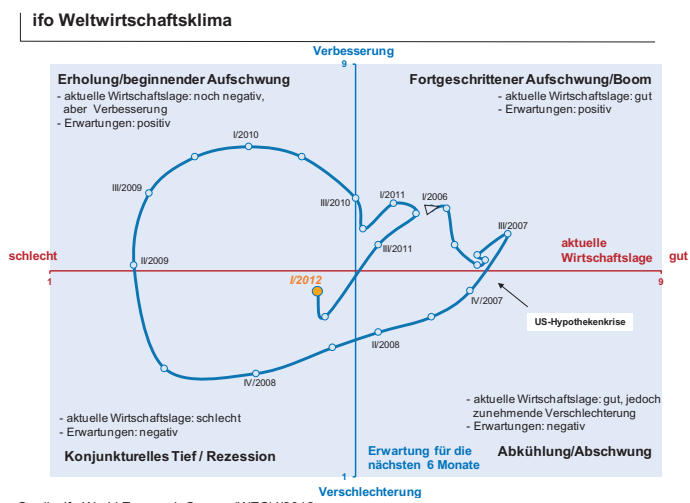 ifo Weltwirtschaftsklima
Verbesserung
9
Erholung/beginnender Aufschwung
- aktuelle Wirtschaftslage: noch negativ,
aber Verbesserung
- Erwartungen: positiv
Fortgeschrittener Aufschwung/Boom
- aktuelle Wirtschaftslage: gut
- Erwartungen: positiv
I/2010
III/2009
III/2010
I/2011
I/2006
III/2007
III/2011
schlecht
II/2009
aktuelle
Wirtschaftslage
gut
1
I/2012
9
IV/2007
US-Hypothekenkrise
II/2008
IV/2008
- aktuelle Wirtschaftslage: schlecht
- Erwartungen: negativ
Konjunkturelles Tief / Rezession
- aktuelle Wirtschaftslage: gut, jedoch
zunehmende Verschlechterung
- Erwartungen: negativ
Abkühlung/Abschwung
Erwartung für die
nächsten 6 Monate
1
Verschlechterung